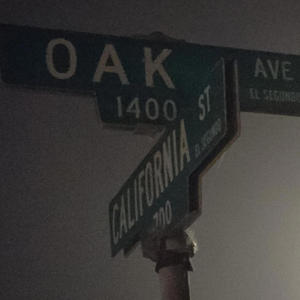 OAK AVE
1400 EL SEGUNDO
CALIFORNIA ST
700 EL SEGUNDO